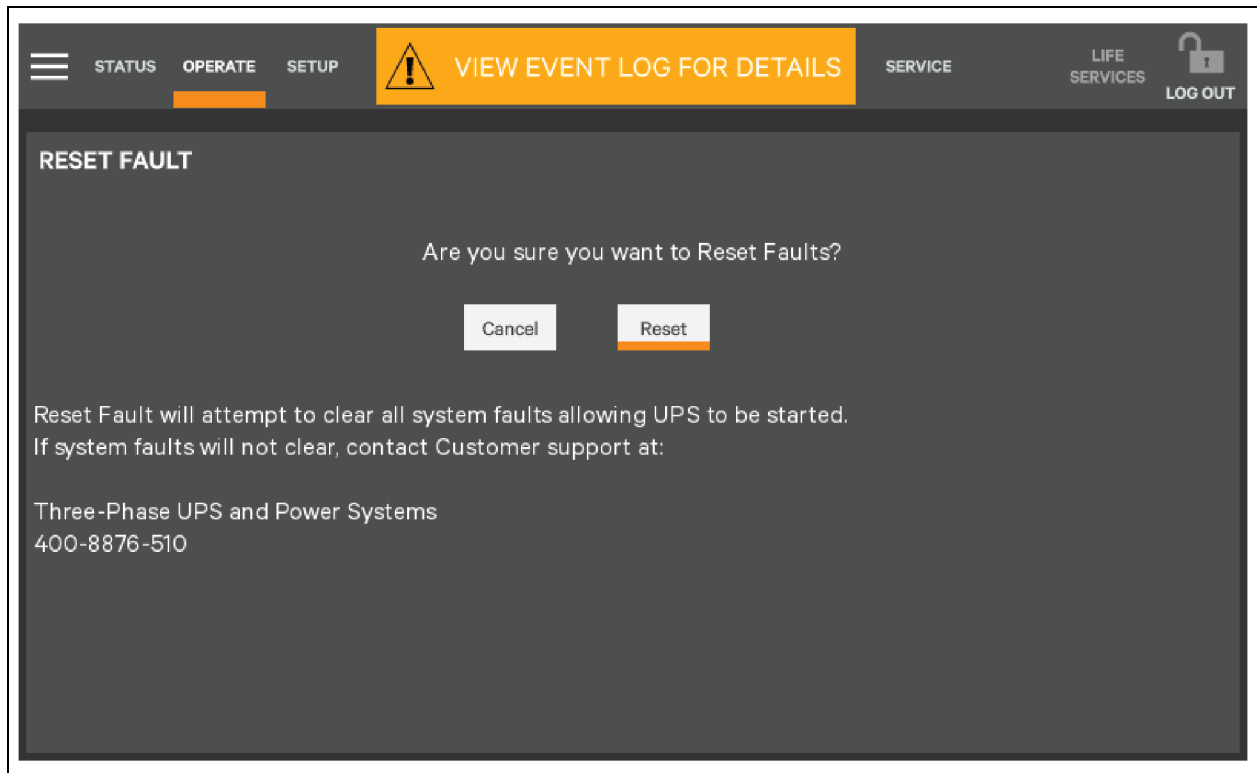 STATUS OPERATE SETUP VIEW EVENT LOG FOR DETAILS SERVICE LIFE
SERVICES
LOG OUT
RESET FAULT
Are you sure you want to Reset Faults?
Cancel Reset
Reset Fault will attempt to clear all system faults allowing UPS to be started.
If system faults will not clear, contact Customer support at:
Three-Phase UPS and Power Systems
400-8876-510